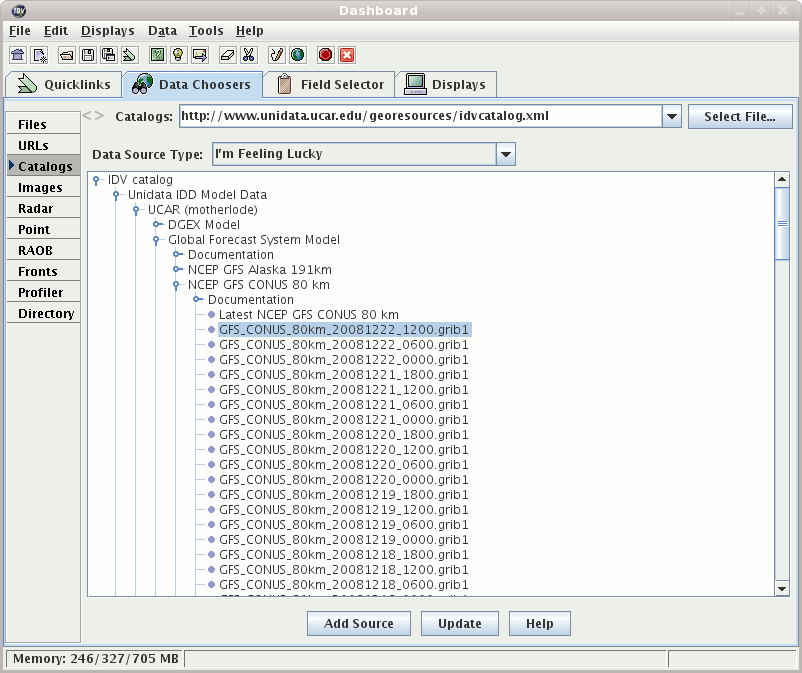 IDV
Dashboard
File Edit Displays Data Tools Help
Quicklinks Data Choosers Field Selector Displays
Files
URLs
Catalogs
Images
Radar
Point
RAOB
Fronts
Profiler
Directory
<> Catalogs: http://www.unidata.ucar.edu/georesources/idvcatalog.xml Select File...
Data Source Type: I'm Feeling Lucky
IDV catalog
Unidata IDD Model Data
UCAR (motherlode)
DGEX Model
Global Forecast System Model
Documentation
NCEP GFS Alaska 191km
NCEP GFS CONUS 80 km
Documentation
Latest NCEP GFS CONUS 80 km
GFS_CONUS_80km_20081222_1200.grib1
GFS_CONUS_80km_20081222_0600.grib1
GFS_CONUS_80km_20081222_0000.grib1
GFS_CONUS_80km_20081221_1800.grib1
GFS_CONUS_80km_20081221_1200.grib1
GFS_CONUS_80km_20081221_0600.grib1
GFS_CONUS_80km_20081221_0000.grib1
GFS_CONUS_80km_20081220_1800.grib1
GFS_CONUS_80km_20081220_1200.grib1
GFS_CONUS_80km_20081220_0600.grib1
GFS_CONUS_80km_20081220_0000.grib1
GFS_CONUS_80km_20081219_1800.grib1
GFS_CONUS_80km_20081219_1200.grib1
GFS_CONUS_80km_20081219_0600.grib1
GFS_CONUS_80km_20081219_0000.grib1
GFS_CONUS_80km_20081218_1800.grib1
GFS_CONUS_80km_20081218_1200.grib1
GFS_CONUS_80km_20081218_0600.grib1
Add Source Update Help
Memory: 246/327/705 MB